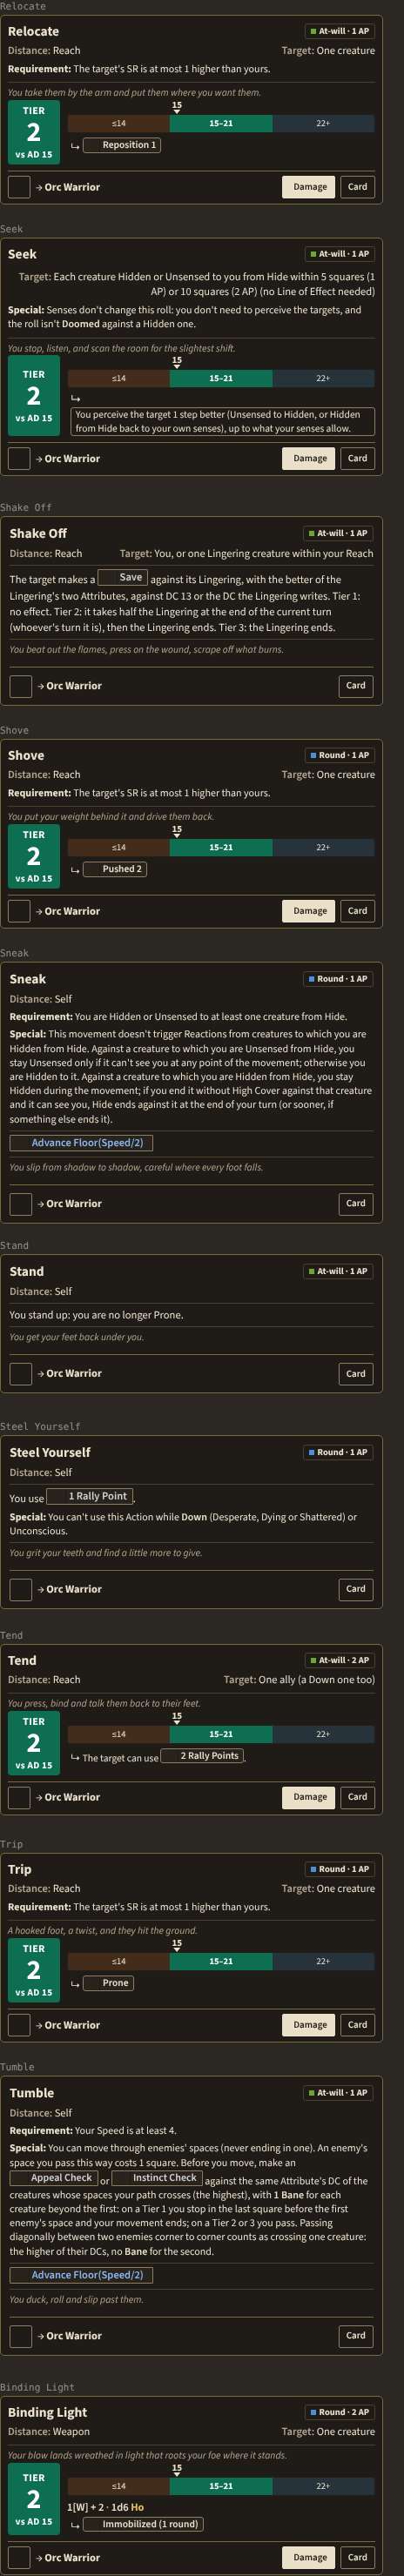 Relocate
Relocate
At-will · 1 AP
Distance: Reach
Target: One creature
Requirement: The target's SR is at most 1 higher than yours.
You take them by the arm and put them where you want them.
TIER
2
vs AD 15
15
≤14
15–21
22+
↪ Reposition 1
→ Orc Warrior
Damage
Card
Seek
Seek
At-will · 1 AP
Target: Each creature Hidden or Unsensed to you from Hide within 5 squares (1
AP) or 10 squares (2 AP) (no Line of Effect needed)
Special: Senses don't change this roll: you don't need to perceive the targets, and
the roll isn't Doomed against a Hidden one.
You stop, listen, and scan the room for the slightest shift.
TIER
2
vs AD 15
15
≤14
15–21
22+
↪
You perceive the target 1 step better (Unsensed to Hidden, or Hidden
from Hide back to your own senses), up to what your senses allow.
→ Orc Warrior
Damage
Card
Shake Off
Shake Off
At-will · 1 AP
Distance: Reach
Target: You, or one Lingering creature within your Reach
The target makes a Save against its Lingering, with the better of the
Lingering's two Attributes, against DC 13 or the DC the Lingering writes. Tier 1:
no effect. Tier 2: it takes half the Lingering at the end of the current turn
(whoever's turn it is), then the Lingering ends. Tier 3: the Lingering ends.
You beat out the flames, press on the wound, scrape off what burns.
→ Orc Warrior
Card
Shove
Shove
Round · 1 AP
Distance: Reach
Target: One creature
Requirement: The target's SR is at most 1 higher than yours.
You put your weight behind it and drive them back.
TIER
2
vs AD 15
15
≤14
15–21
22+
↪ Pushed 2
→ Orc Warrior
Damage
Card
Sneak
Sneak
Round · 1 AP
Distance: Self
Requirement: You are Hidden or Unsensed to at least one creature from Hide.
Special: This movement doesn't trigger Reactions from creatures to which you are
Hidden from Hide. Against a creature to which you are Unsensed from Hide, you
stay Unsensed only if it can't see you at any point of the movement; otherwise you
are Hidden to it. Against a creature to which you are Hidden from Hide, you stay
Hidden during the movement; if you end it without High Cover against that creature
and it can see you, Hide ends against it at the end of your turn (or sooner, if
something else ends it).
Advance Floor(Speed/2)
You slip from shadow to shadow, careful where every foot falls.
→ Orc Warrior
Card
Stand
Stand
At-will · 1 AP
Distance: Self
You stand up: you are no longer Prone.
You get your feet back under you.
→ Orc Warrior
Card
Steel Yourself
Steel Yourself
Round · 1 AP
Distance: Self
You use 1 Rally Point.
Special: You can't use this Action while Down (Desperate, Dying or Shattered) or
Unconscious.
You grit your teeth and find a little more to give.
→ Orc Warrior
Card
Tend
Tend
At-will · 2 AP
Distance: Reach
Target: One ally (a Down one too)
You press, bind and talk them back to their feet.
TIER
2
vs AD 15
15
≤14
15–21
22+
↪ The target can use 2 Rally Points.
→ Orc Warrior
Damage
Card
Trip
Trip
Round · 1 AP
Distance: Reach
Target: One creature
Requirement: The target's SR is at most 1 higher than yours.
A hooked foot, a twist, and they hit the ground.
TIER
2
vs AD 15
15
≤14
15–21
22+
↪ Prone
→ Orc Warrior
Damage
Card
Tumble
Tumble
At-will · 1 AP
Distance: Self
Requirement: Your Speed is at least 4.
Special: You can move through enemies' spaces (never ending in one). An enemy's
space you pass this way costs 1 square. Before you move, make an
Appeal Check or Instinct Check against the same Attribute's DC of the
creatures whose spaces your path crosses (the highest), with 1 Bane for each
creature beyond the first: on a Tier 1 you stop in the last square before the first
enemy's space and your movement ends; on a Tier 2 or 3 you pass. Passing
diagonally between two enemies corner to corner counts as crossing one creature:
the higher of their DCs, no Bane for the second.
Advance Floor(Speed/2)
You duck, roll and slip past them.
→ Orc Warrior
Card
Binding Light
Binding Light
Round · 2 AP
Distance: Weapon
Target: One creature
Your blow lands wreathed in light that roots your foe where it stands.
TIER
2
vs AD 15
15
≤14
15–21
22+
1[W] + 2 · 1d6 Ho
↪ Immobilized (1 round)
→ Orc Warrior
Damage
Card